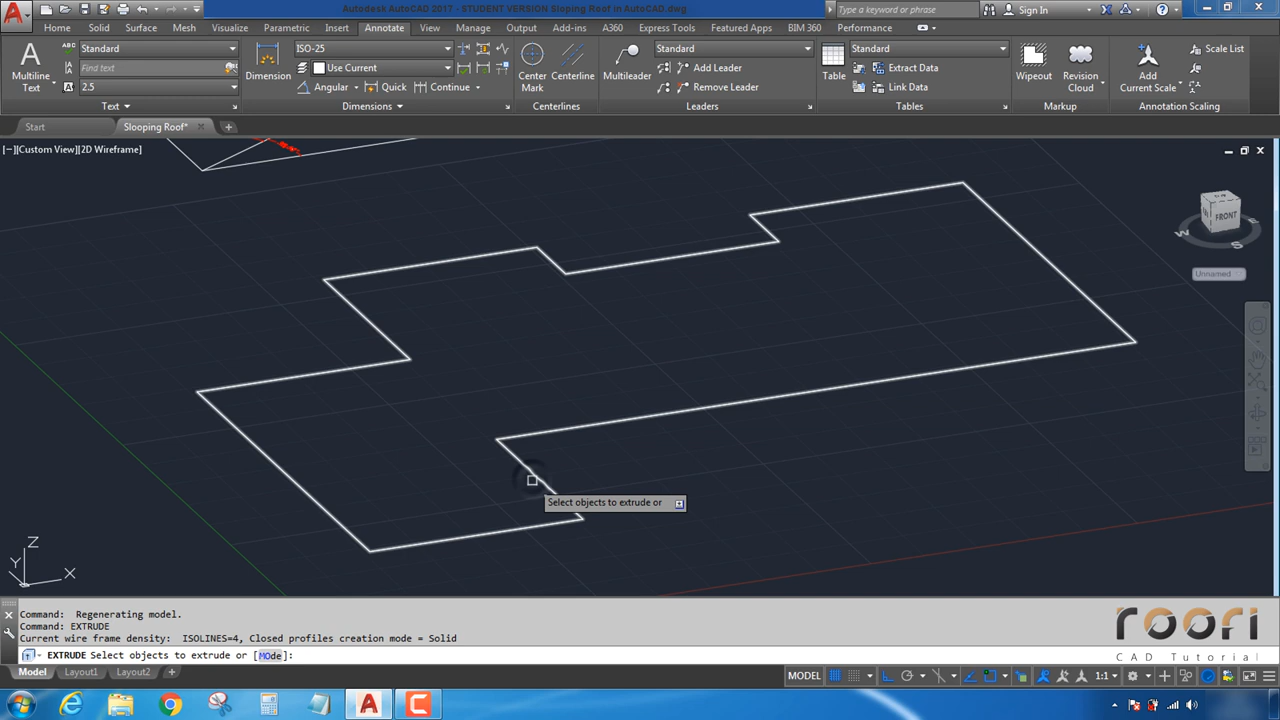 Autodesk AutoCAD 2017 - STUDENT VERSION Sloping Roof in AutoCAD.dwg
Type a keyword or phrase
Sign In
Home Insert Annotate Solid Surface Mesh Visualize Parametric View Manage Output Add-ins A360 Express Tools Featured Apps BIM 360 Performance
A
Multiline
Text
ABC
Standard
Find text
2.5
Text
Dimension
ISO-25
Use Current
Angular
Quick
Continue
Dimensions
Center
Mark
Centerline
Centerlines
Multileader
Standard
Add Leader
Remove Leader
Leaders
Table
Standard
Extract Data
Link Data
Tables
Wipeout
Revision
Cloud
Markup
Add
Current Scale
Scale List
Annotation Scaling
Start
Slooping Roof*
[−][Custom View][2D Wireframe]
FRONT
W
S
E
Unnamed
Select objects to extrude or
Z
Y
X
Command: Regenerating model.
Command: EXTRUDE
Current wire frame density: ISOLINES=4, Closed profiles creation mode = Solid
EXTRUDE Select objects to extrude or [MOde]:
roofi
CAD Tutorial
Model Layout1 Layout2 +
MODEL
1:1